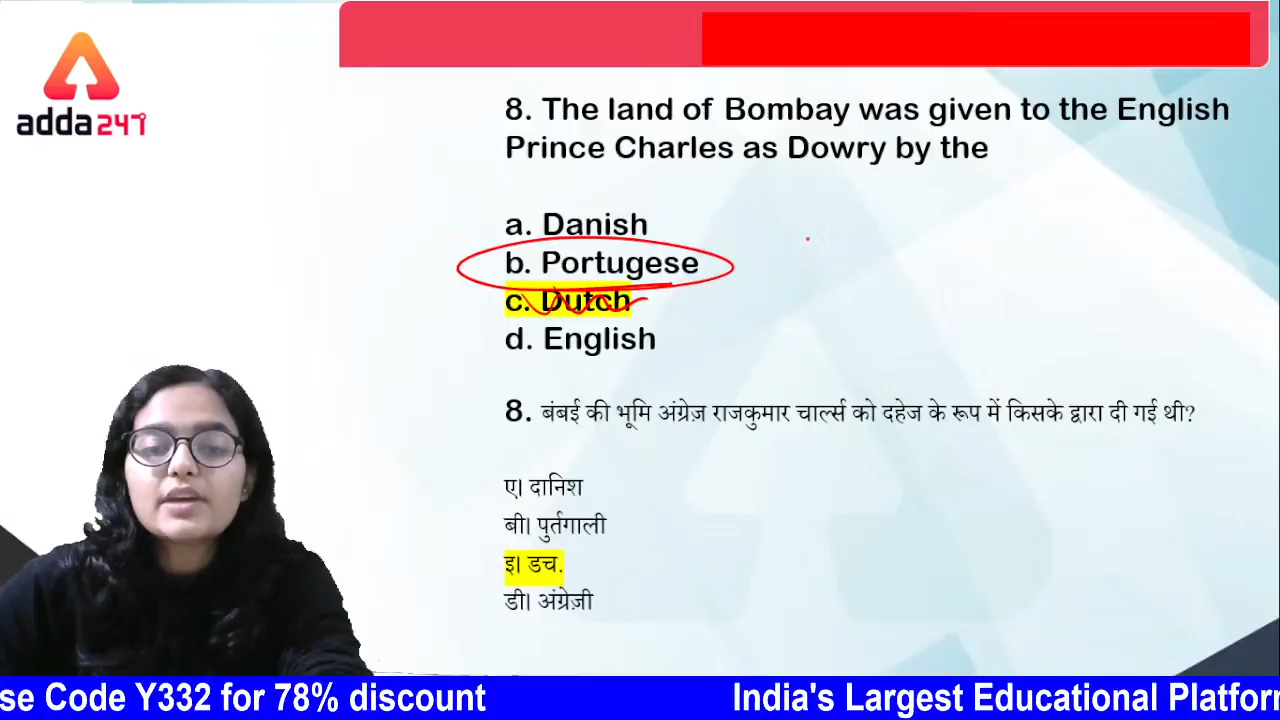 adda247
8. The land of Bombay was given to the English
Prince Charles as Dowry by the
a. Danish
b. Portugese
c. Dutch
d. English
8. बंबई की भूमि अंग्रेज़ राजकुमार चार्ल्स को दहेज के रूप में किसके द्वारा दी गई थी?
ए। दानिश
बी। पुर्तगाली
इ। डच.
डी। अंग्रेज़ी
se Code Y332 for 78% discount
India's Largest Educational Platform